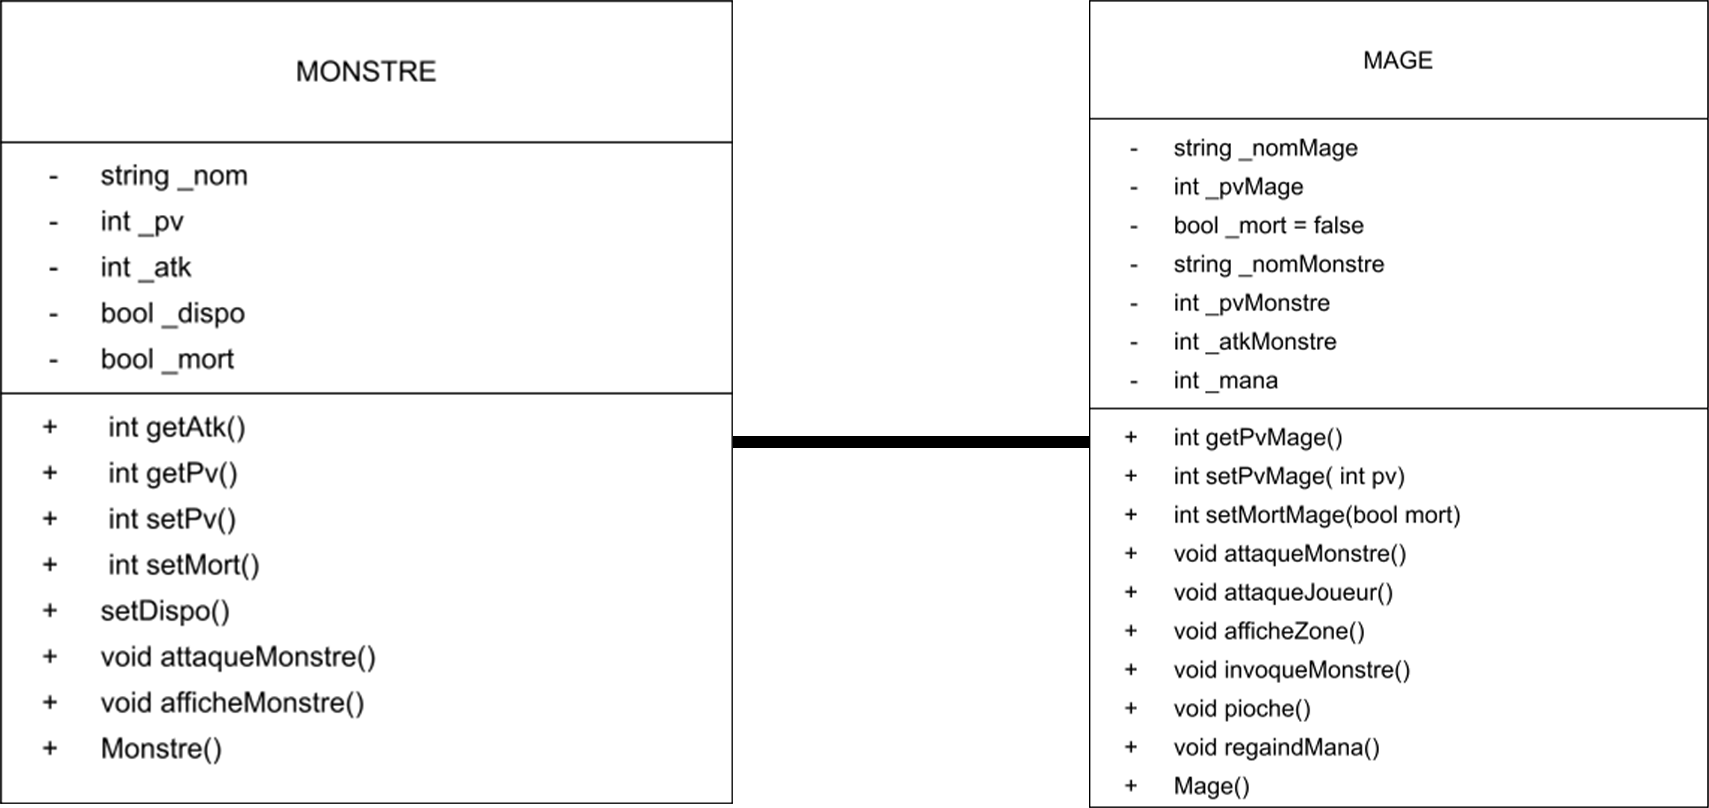 MONSTRE
- string _nom
- int _pv
- int _atk
- bool _dispo
- bool _mort
+ int getAtk()
+ int getPv()
+ int setPv()
+ int setMort()
+ setDispo()
+ void attaqueMonstre()
+ void afficheMonstre()
+ Monstre()
MAGE
- string _nomMage
- int _pvMage
- bool _mort = false
- string _nomMonstre
- int _pvMonstre
- int _atkMonstre
- int _mana
+ int getPvMage()
+ int setPvMage( int pv)
+ int setMortMage(bool mort)
+ void attaqueMonstre()
+ void attaqueJoueur()
+ void afficheZone()
+ void invoqueMonstre()
+ void pioche()
+ void regaindMana()
+ Mage()